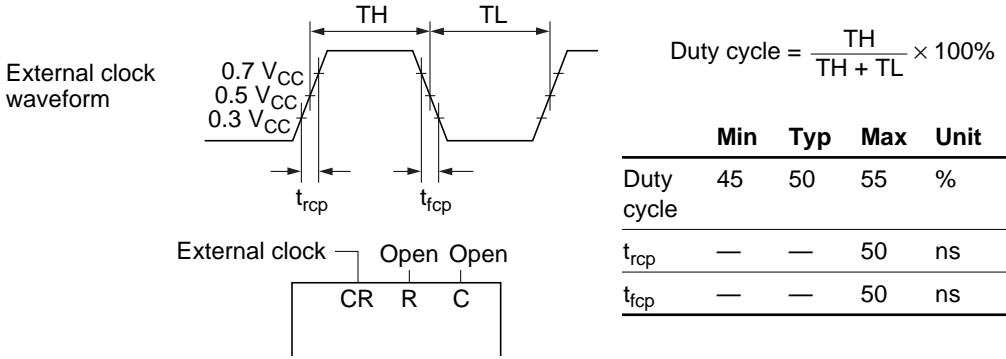 TH TL
External clock
waveform
0.7 VCC
0.5 VCC
0.3 VCC
trcp tfcp
Duty cycle = TH / TH + TL × 100%
Min Typ Max Unit
Duty cycle 45 50 55 %
trcp — — 50 ns
tfcp — — 50 ns
External clock Open Open
CR R C